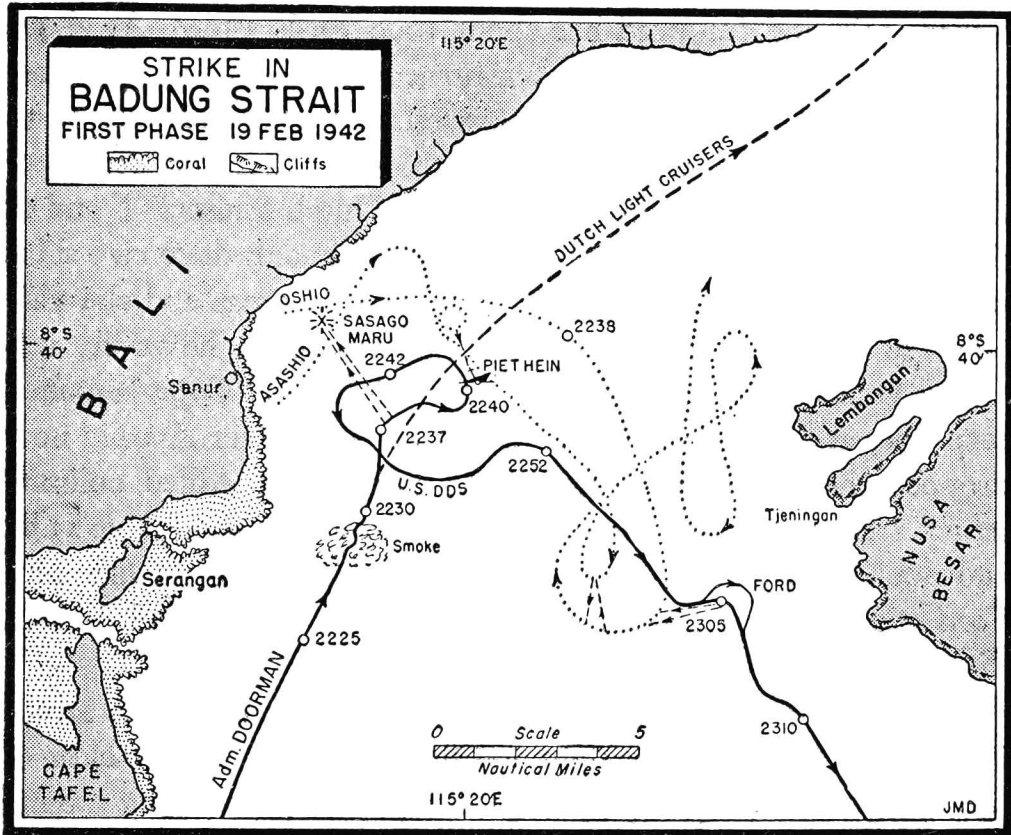 115° 20'E
STRIKE IN
BADUNG STRAIT
FIRST PHASE 19 FEB 1942
Coral
Cliffs
DUTCH LIGHT CRUISERS
BALI
OSHIO
SASAGO
MARU
ASASHIO
8°S
40'
8°S
40'
2238
2242
PIET HEIN
2240
Sanur
Lembongan
2237
2252
U.S. DDS
2230
Smoke
Tjeningan
NUSA
BESAR
Serangan
FORD
2305
2225
Adm. DOORMAN
2310
0 Scale 5
Nautical Miles
CAPE
TAFEL
115° 20'E
JMD